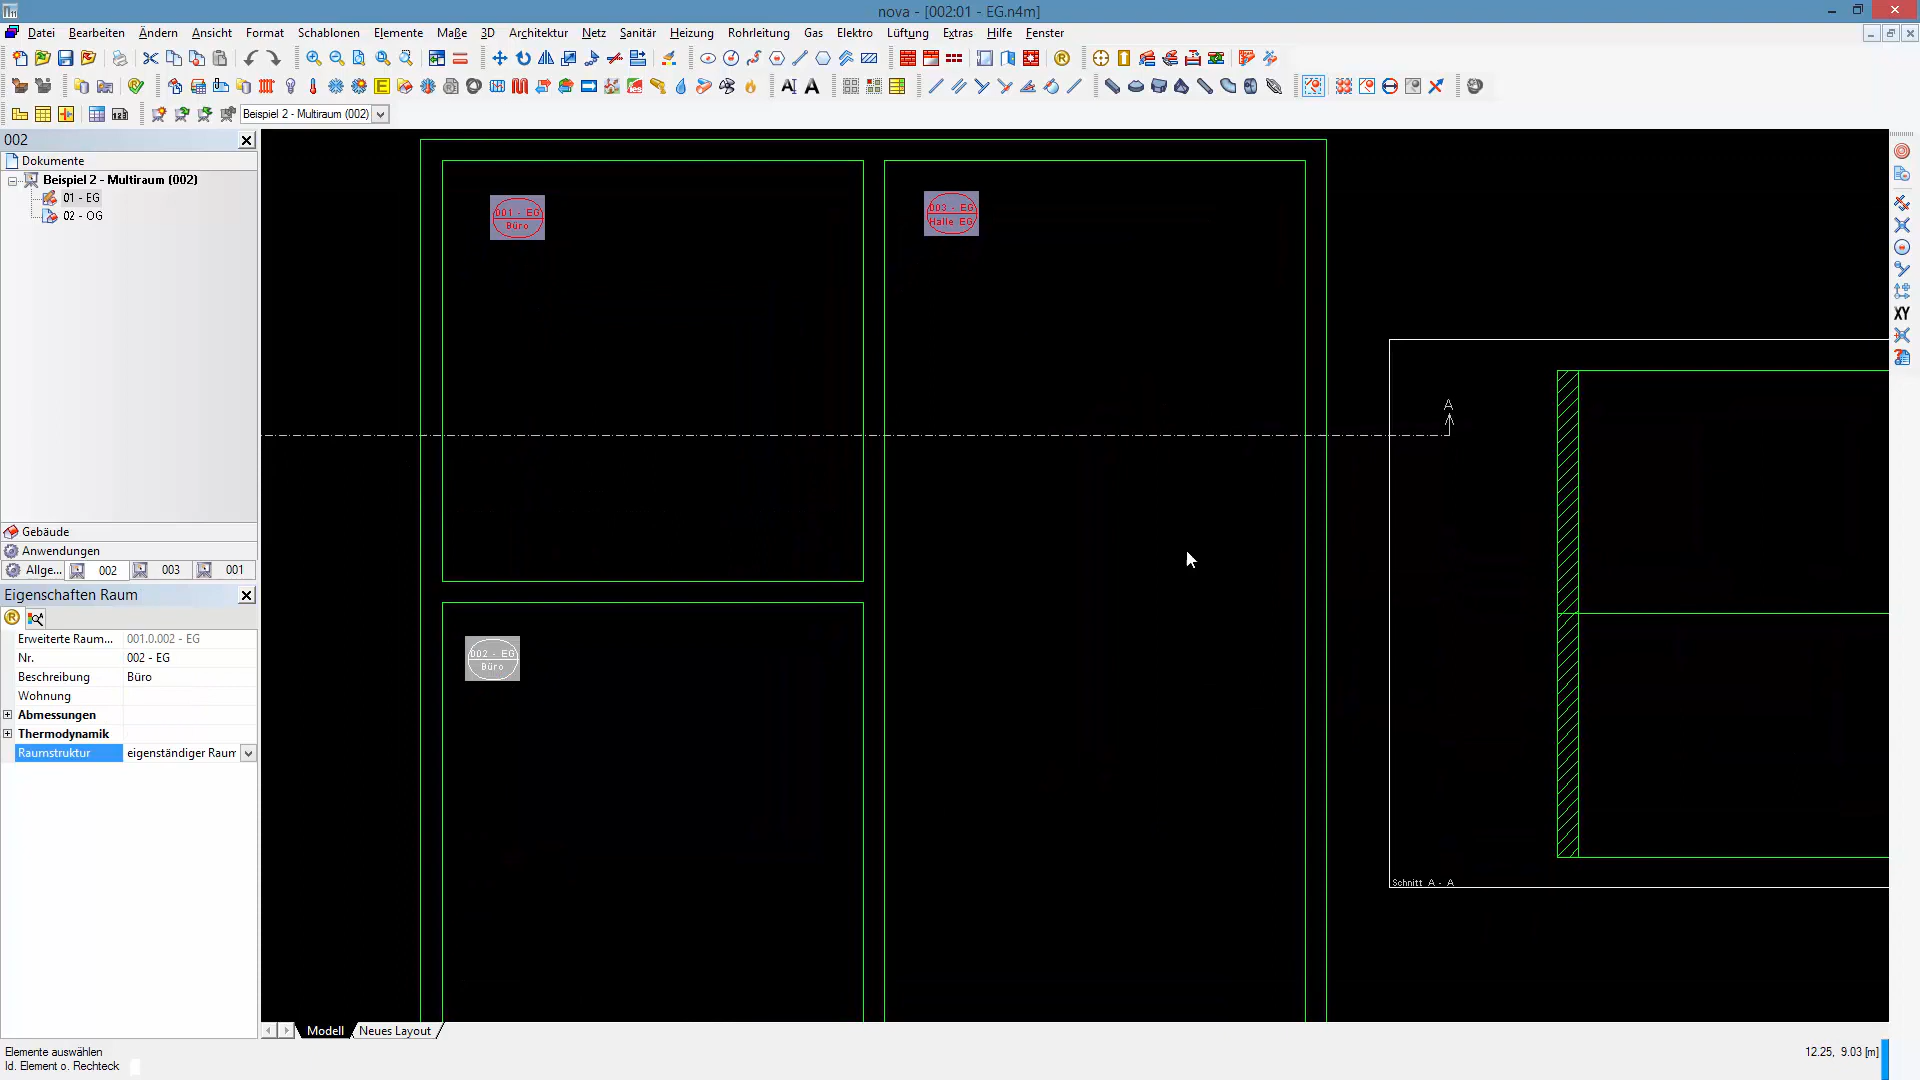 nova - [002:01 - EG.n4m]
Datei Bearbeiten Ändern Ansicht Format Schablonen Elemente Maße 3D Architektur Netz Sanitär Heizung Rohrleitung Gas Elektro Lüftung Extras Hilfe Fenster
Beispiel 2 - Multiraum (002)
002
Dokumente
Beispiel 2 - Multiraum (002)
01 - EG
02 - OG
Gebäude
Anwendungen
Allge... 002 003 001
Eigenschaften Raum
Erweiterte Raum... 001.0.002 - EG
Nr. 002 - EG
Beschreibung Büro
Wohnung
Abmessungen
Thermodynamik
Raumstruktur eigenständiger Raum
001 - EG
Büro
003 - EG
Halle EG
002 - EG
Büro
A
Schnitt A - A
XY
Modell Neues Layout
Elemente auswählen
Id. Element o. Rechteck
12.25, 9.03 [m]